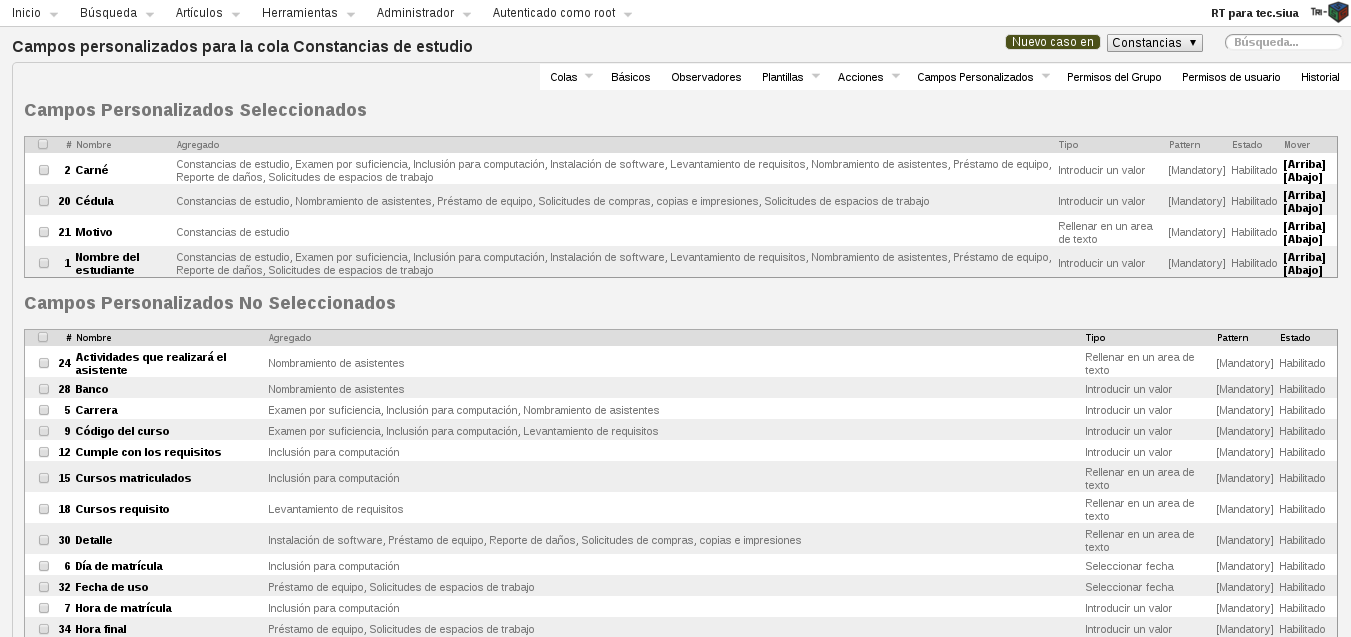 Inicio Búsqueda Artículos Herramientas Administrador Autenticado como root RT para tec.siua TRI-
Campos personalizados para la cola Constancias de estudio Nuevo caso en Constancias ▼ Búsqueda...
Colas Básicos Observadores Plantillas Acciones Campos Personalizados Permisos del Grupo Permisos de usuario Historial
Campos Personalizados Seleccionados
# Nombre Agregado Tipo Pattern Estado Mover
2 Carné Constancias de estudio, Examen por suficiencia, Inclusión para computación, Instalación de software, Levantamiento de requisitos, Nombramiento de asistentes, Préstamo de equipo, Introducir un valor [Mandatory] Habilitado [Arriba]
Reporte de daños, Solicitudes de espacios de trabajo [Abajo]
20 Cédula Constancias de estudio, Nombramiento de asistentes, Préstamo de equipo, Solicitudes de compras, copias e impresiones, Solicitudes de espacios de trabajo Introducir un valor [Mandatory] Habilitado [Arriba]
[Abajo]
21 Motivo Constancias de estudio Rellenar en un area [Mandatory] Habilitado [Arriba]
de texto [Abajo]
1 Nombre del Constancias de estudio, Examen por suficiencia, Inclusión para computación, Instalación de software, Levantamiento de requisitos, Nombramiento de asistentes, Préstamo de equipo, Introducir un valor [Mandatory] Habilitado [Arriba]
estudiante Reporte de daños, Solicitudes de espacios de trabajo [Abajo]
Campos Personalizados No Seleccionados
# Nombre Agregado Tipo Pattern Estado
24 Actividades que realizará el Nombramiento de asistentes Rellenar en un area de [Mandatory] Habilitado
asistente texto
28 Banco Nombramiento de asistentes Introducir un valor [Mandatory] Habilitado
5 Carrera Examen por suficiencia, Inclusión para computación, Nombramiento de asistentes Introducir un valor [Mandatory] Habilitado
9 Código del curso Examen por suficiencia, Inclusión para computación, Levantamiento de requisitos Introducir un valor [Mandatory] Habilitado
12 Cumple con los requisitos Inclusión para computación Introducir un valor [Mandatory] Habilitado
15 Cursos matriculados Inclusión para computación Rellenar en un area de [Mandatory] Habilitado
texto
18 Cursos requisito Levantamiento de requisitos Rellenar en un area de [Mandatory] Habilitado
texto
30 Detalle Instalación de software, Préstamo de equipo, Reporte de daños, Solicitudes de compras, copias e impresiones Rellenar en un area de [Mandatory] Habilitado
texto
6 Día de matrícula Inclusión para computación Seleccionar fecha [Mandatory] Habilitado
32 Fecha de uso Préstamo de equipo, Solicitudes de espacios de trabajo Seleccionar fecha [Mandatory] Habilitado
7 Hora de matrícula Inclusión para computación Introducir un valor [Mandatory] Habilitado
34 Hora final Préstamo de equipo, Solicitudes de espacios de trabajo Introducir un valor [Mandatory] Habilitado